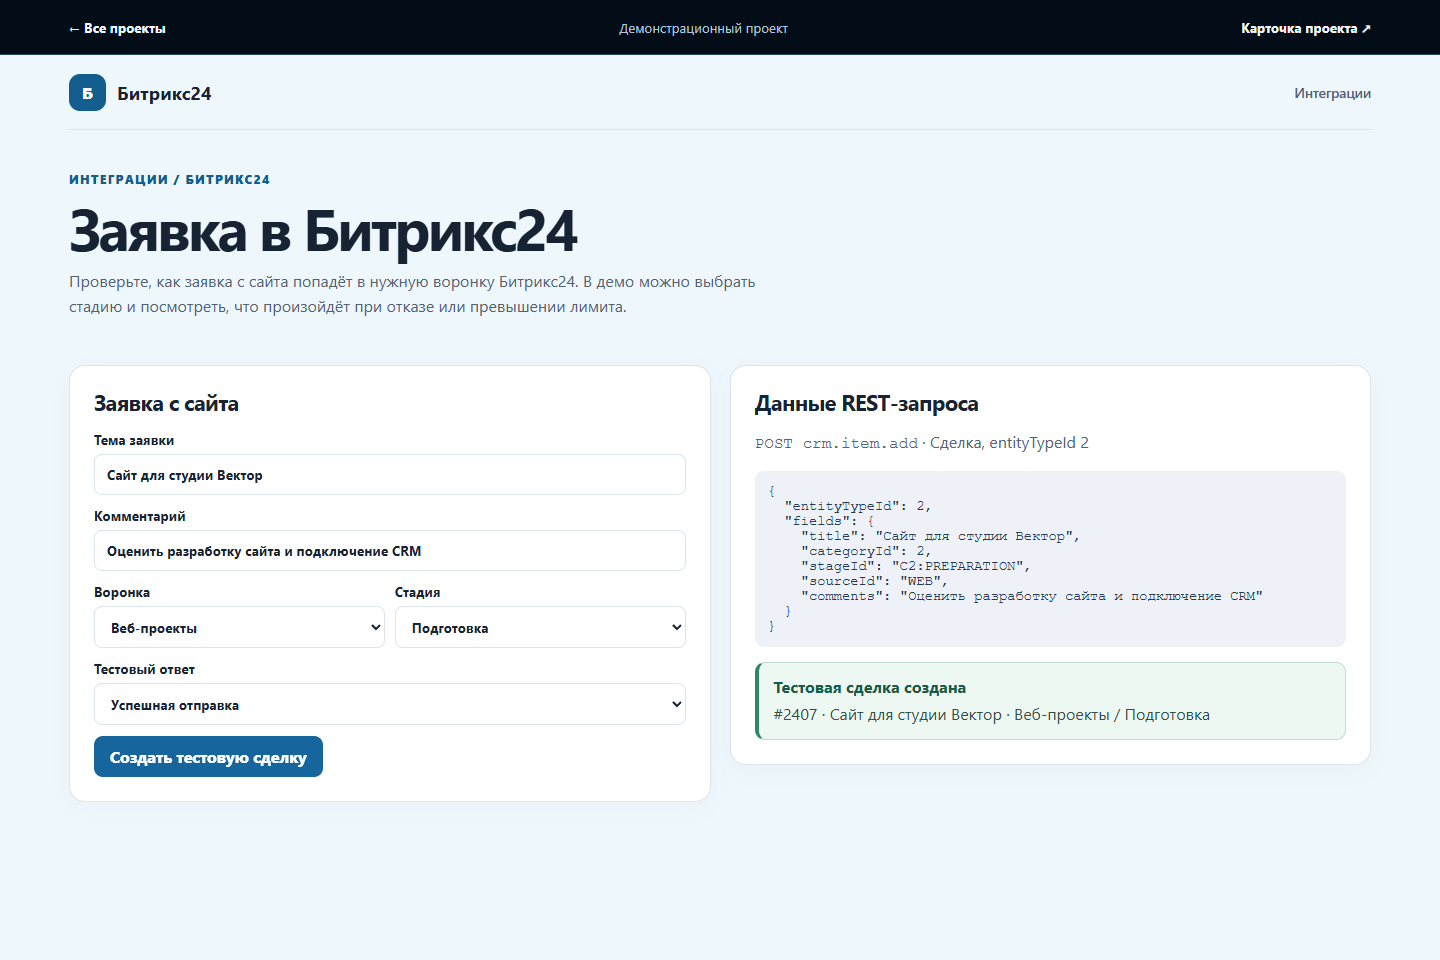 ← Все проекты
Демонстрационный проект
Карточка проекта ↗
Б
Битрикс24
Интеграции
ИНТЕГРАЦИИ / БИТРИКС24
Заявка в Битрикс24
Проверьте, как заявка с сайта попадёт в нужную воронку Битрикс24. В демо можно выбрать
стадию и посмотреть, что произойдёт при отказе или превышении лимита.
Заявка с сайта
Тема заявки
Сайт для студии Вектор
Комментарий
Оценить разработку сайта и подключение CRM
Воронка
Стадия
Веб-проекты
Подготовка
Тестовый ответ
Успешная отправка
Создать тестовую сделку
Данные REST-запроса
POST crm.item.add · Сделка, entityTypeId 2
{
  "entityTypeId": 2,
  "fields": {
    "title": "Сайт для студии Вектор",
    "categoryId": 2,
    "stageId": "C2:PREPARATION",
    "sourceId": "WEB",
    "comments": "Оценить разработку сайта и подключение CRM"
  }
}
Тестовая сделка создана
#2407 · Сайт для студии Вектор · Веб-проекты / Подготовка